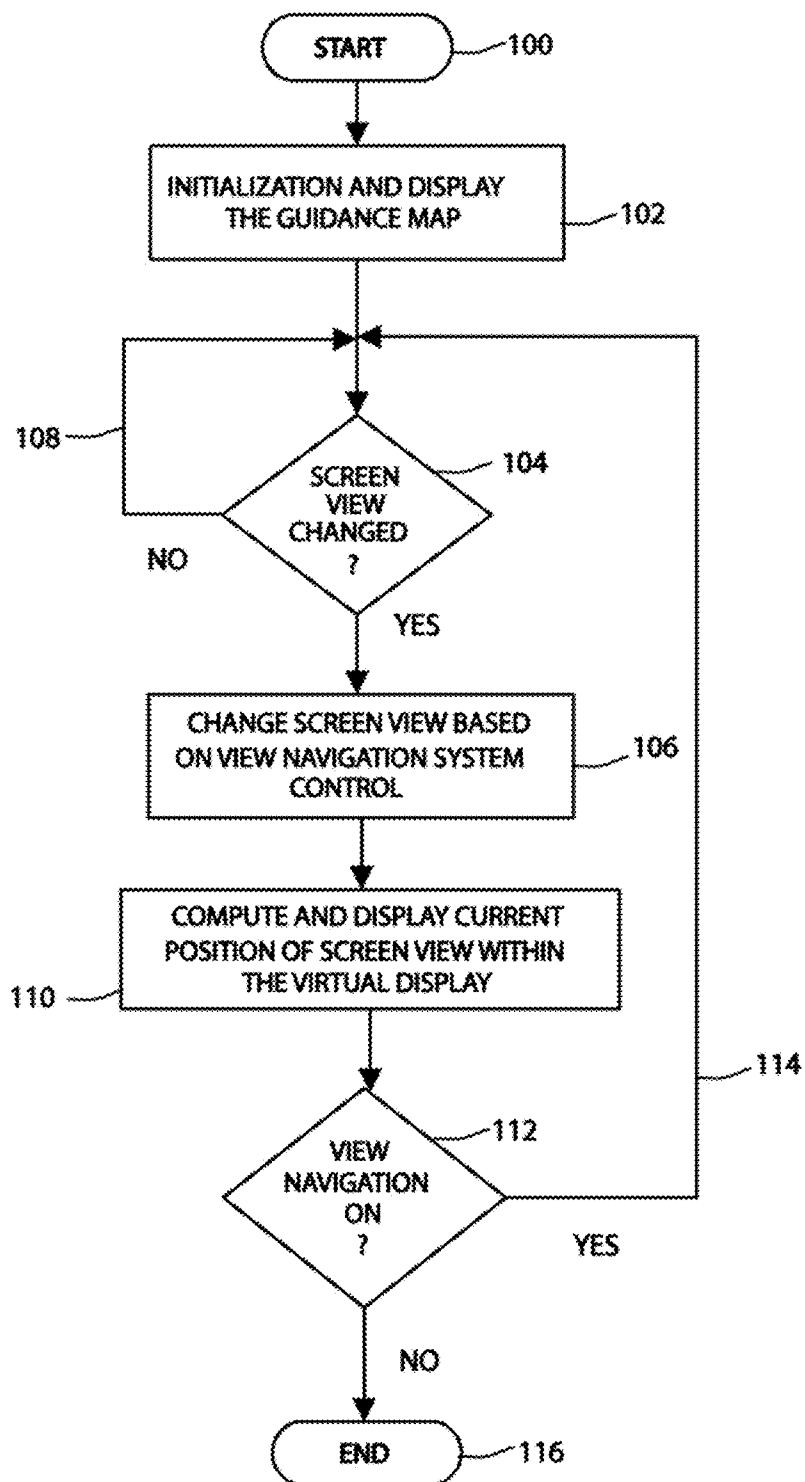 START
100
INITIALIZATION AND DISPLAY
THE GUIDANCE MAP
102
108
104
SCREEN
VIEW
CHANGED
?
NO
YES
CHANGE SCREEN VIEW BASED
ON VIEW NAVIGATION SYSTEM
CONTROL
106
COMPUTE AND DISPLAY CURRENT
POSITION OF SCREEN VIEW WITHIN
THE VIRTUAL DISPLAY
110
114
112
VIEW
NAVIGATION
ON
?
YES
NO
END
116